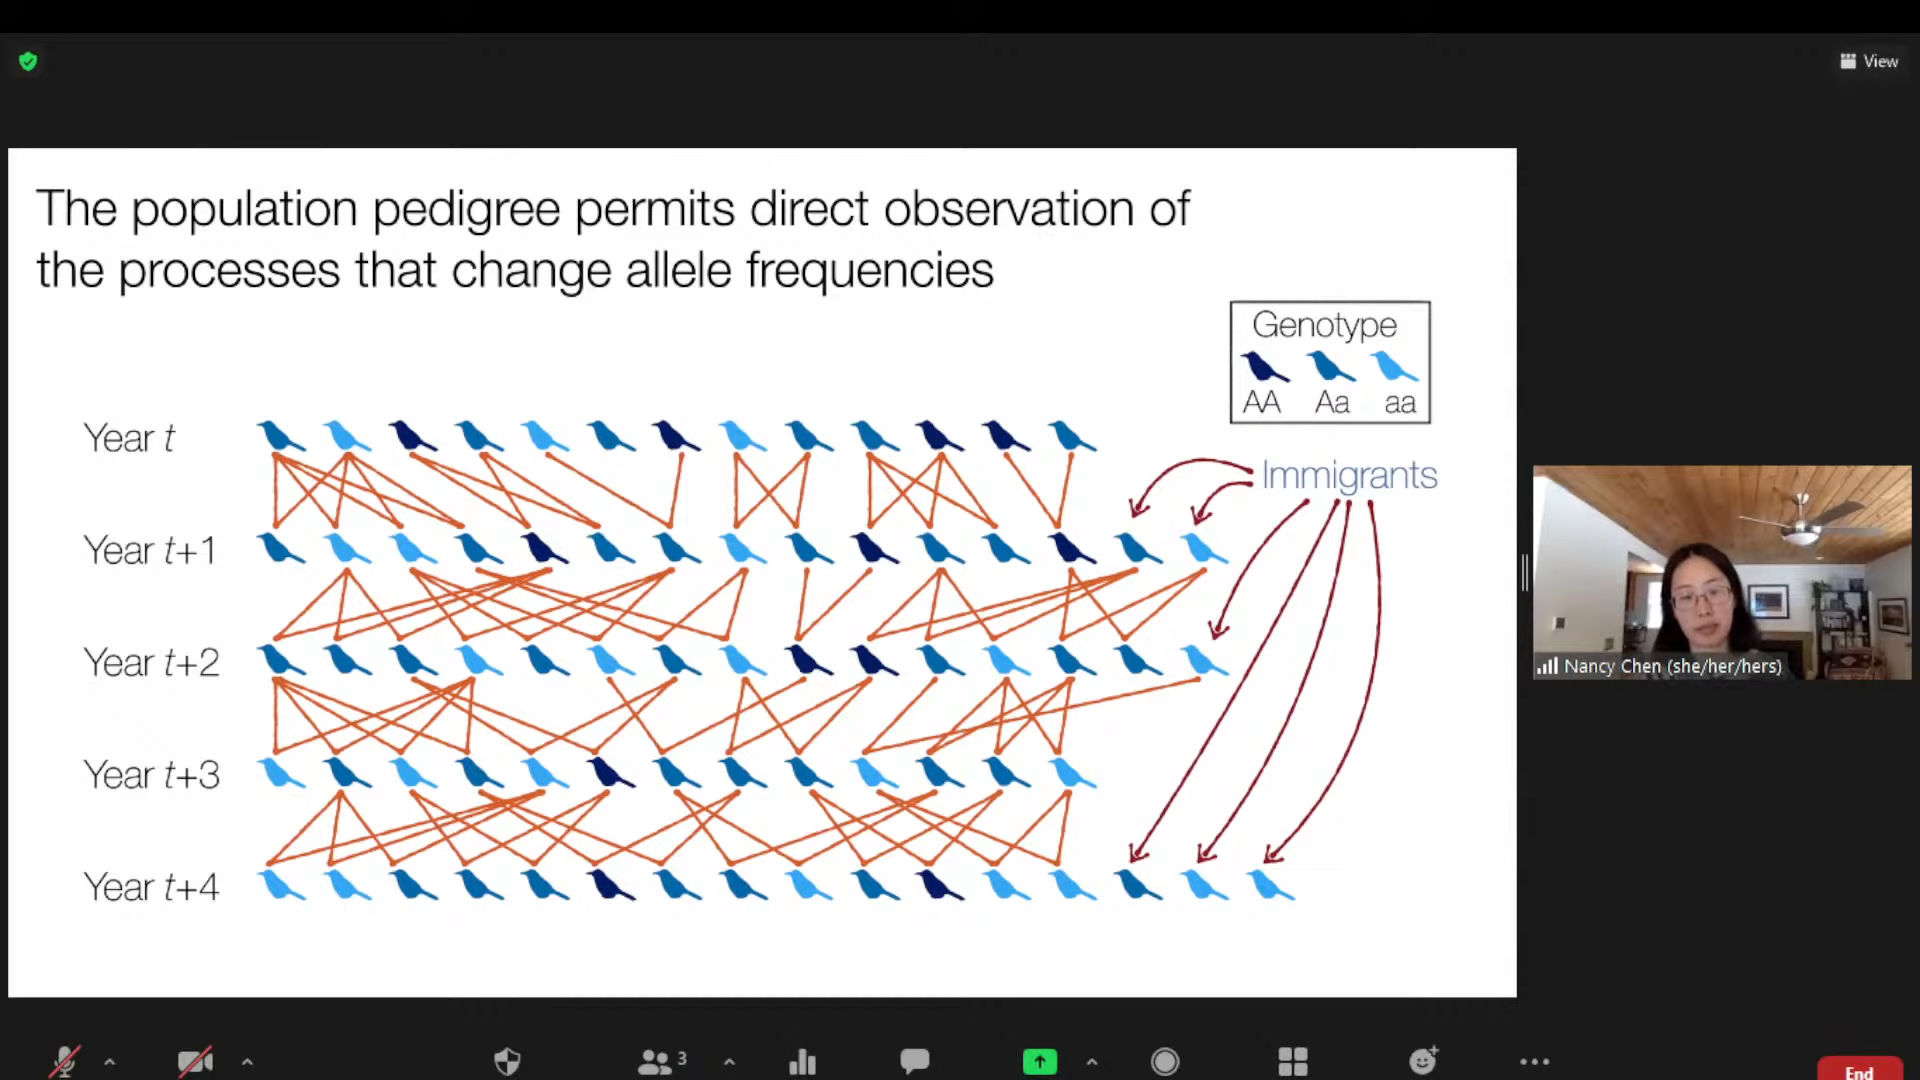 View
The population pedigree permits direct observation of
the processes that change allele frequencies
Genotype
AA Aa aa
Year t
Immigrants
Year t+1
Year t+2
Year t+3
Year t+4
Nancy Chen (she/her/hers)
3
End